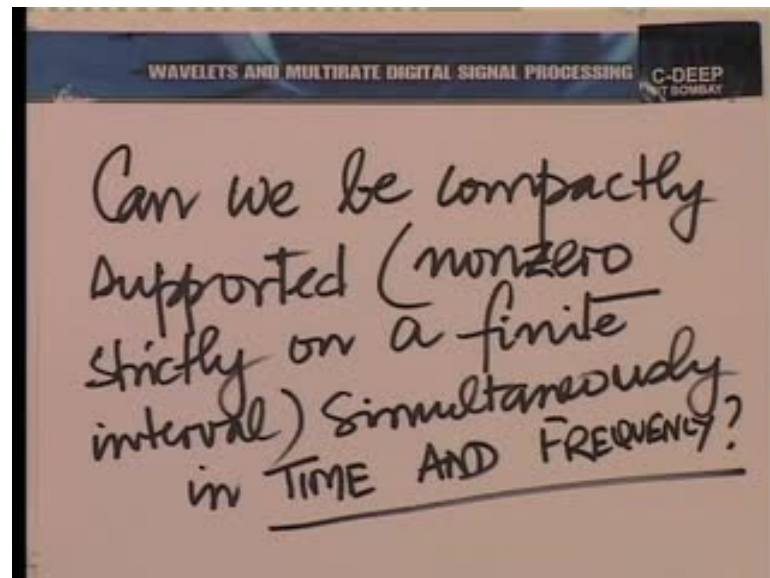 WAVELETS AND MULTIRATE DIGITAL SIGNAL PROCESSING
C-DEEP
IIT BOMBAY
Can we be compactly
supported (nonzero
strictly on a finite
interval) Simultaneously
in TIME AND FREQUENCY?